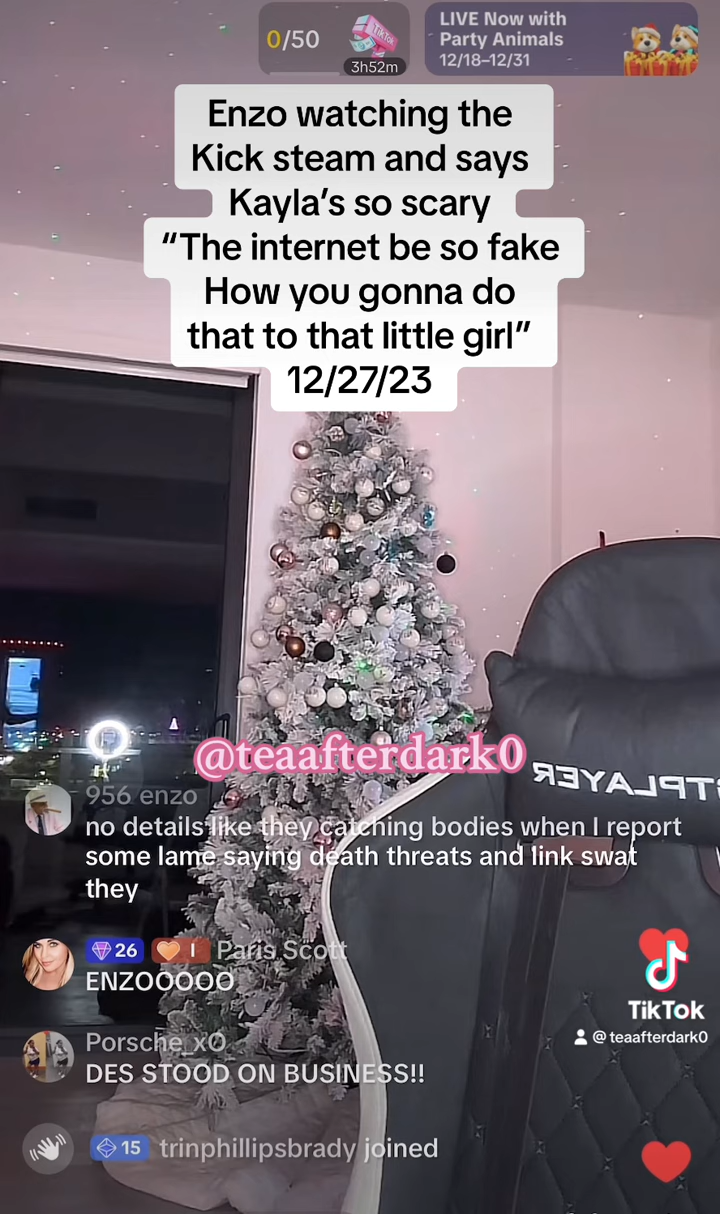 0/50
TikTok
3h52m
LIVE Now with
Party Animals
12/18–12/31
Enzo watching the
Kick steam and says
Kayla's so scary
“The internet be so fake
How you gonna do
that to that little girl”
12/27/23
@teaafterdark0
TPLAYER
956 enzo
no details like they catching bodies when I report
some lame saying death threats and link swat
they
26 I Paris Scott
ENZOOOOO
TikTok
@teaafterdark0
Porsche_xO
DES STOOD ON BUSINESS!!
15 trinphillipsbrady joined